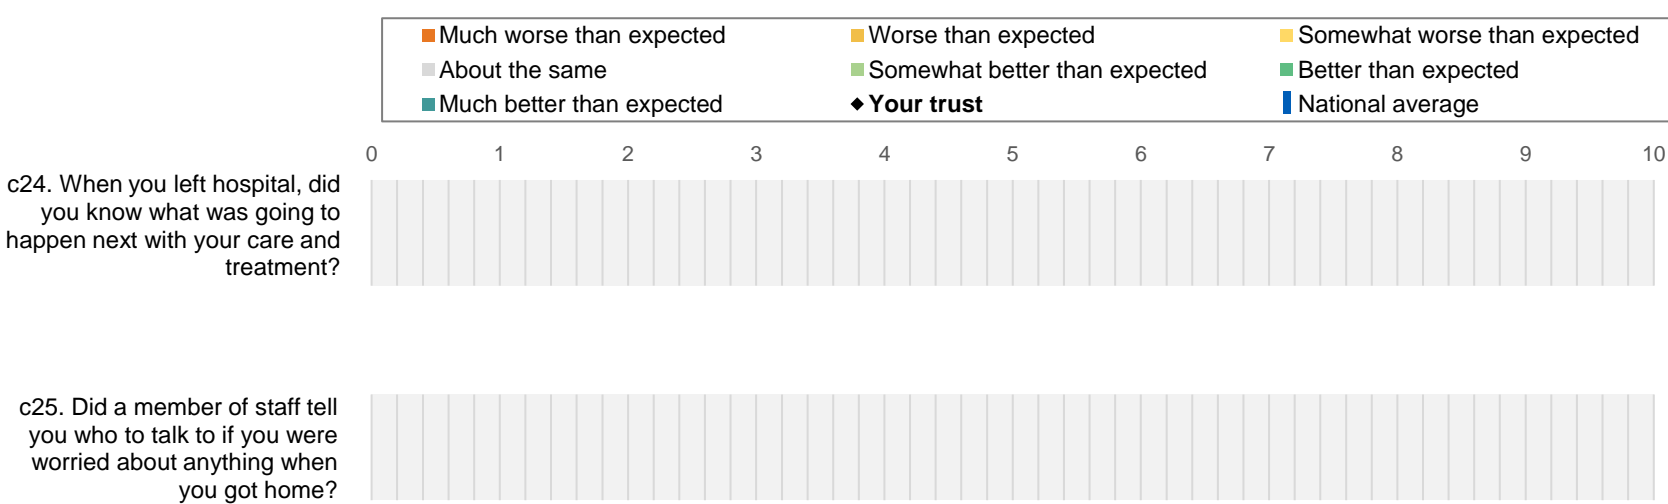 Much worse than expected
Worse than expected
Somewhat worse than expected
About the same
Somewhat better than expected
Better than expected
Much better than expected
Your trust
National average
0 1 2 3 4 5 6 7 8 9 10
c24. When you left hospital, did
you know what was going to
happen next with your care and
treatment?
c25. Did a member of staff tell
you who to talk to if you were
worried about anything when
you got home?